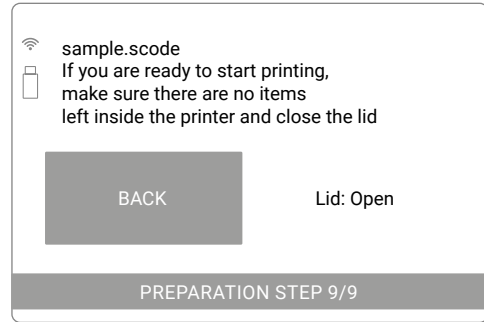 sample.scode
If you are ready to start printing,
make sure there are no items
left inside the printer and close the lid
BACK
Lid: Open
PREPARATION STEP 9/9